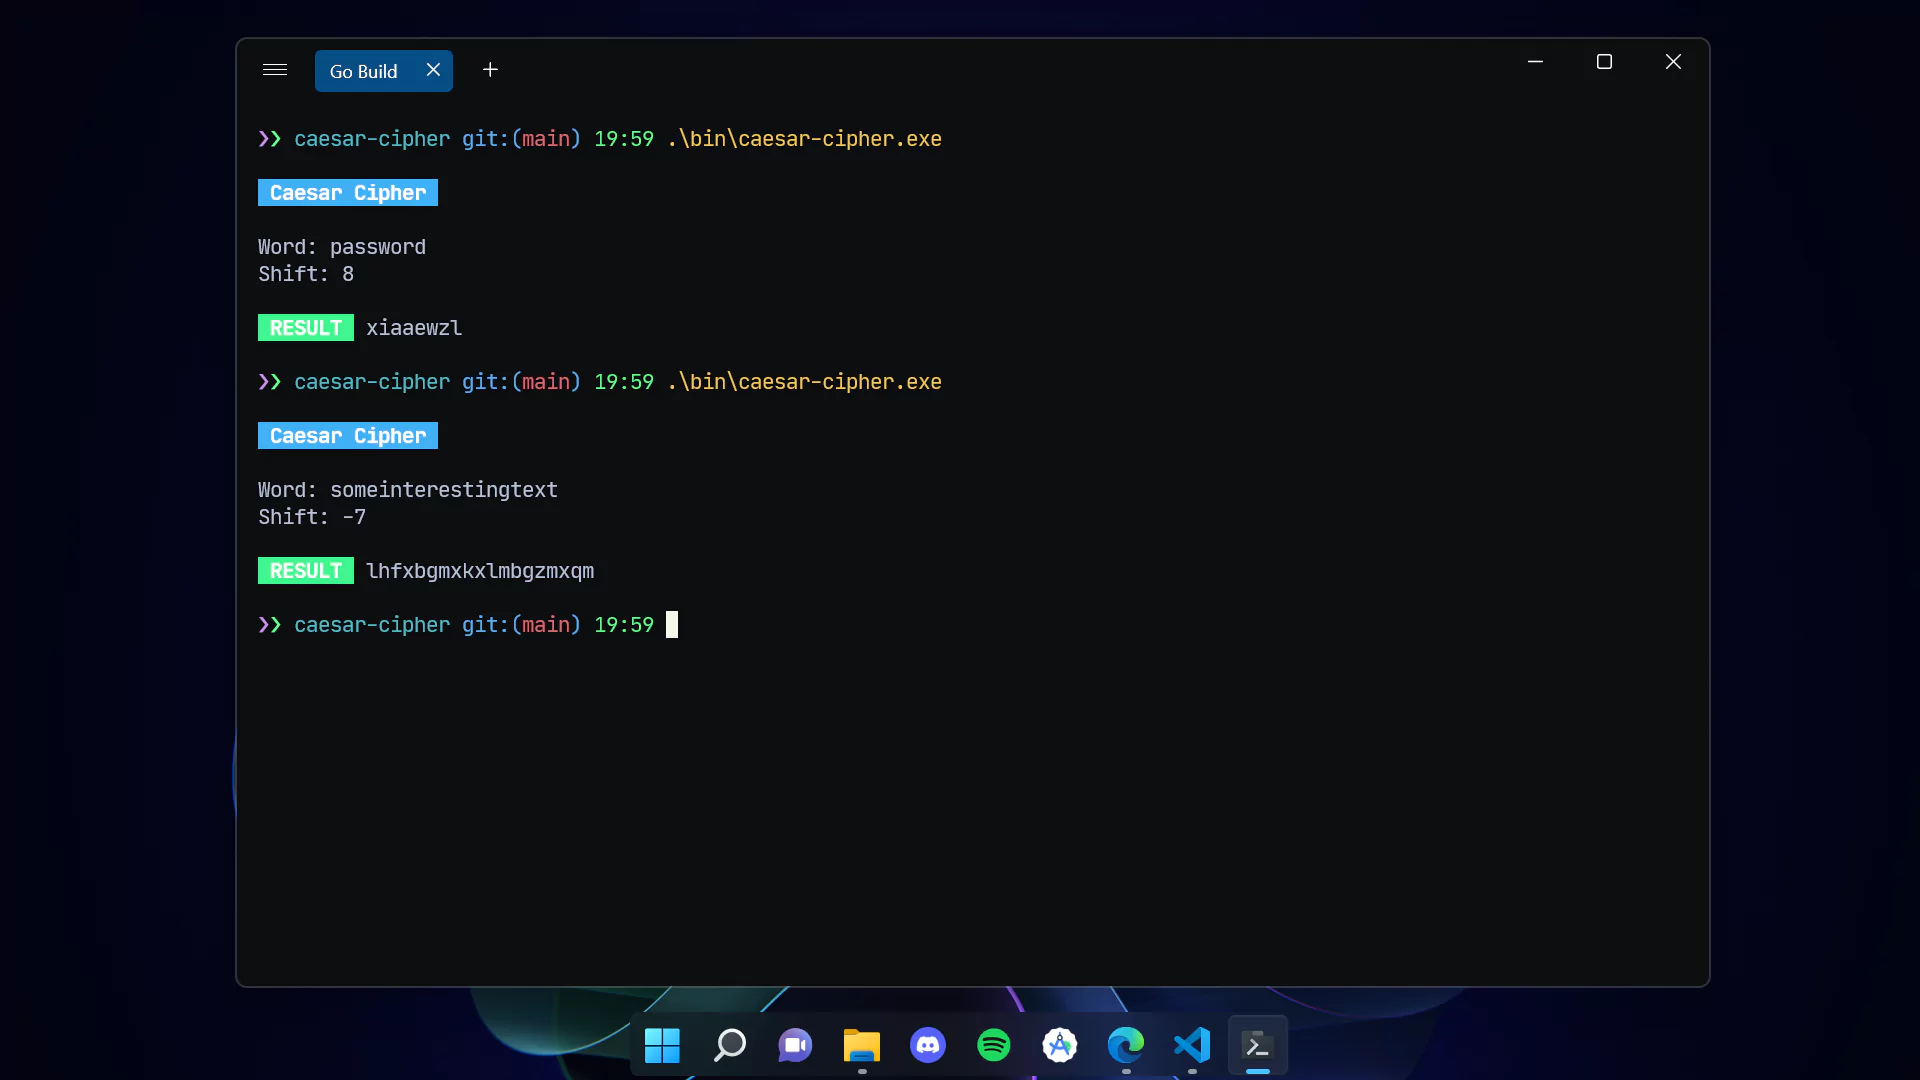 Go Build
❯❯ caesar-cipher git:(main) 19:59 .\bin\caesar-cipher.exe
Caesar Cipher
Word: password
Shift: 8
RESULT xiaaewzl
❯❯ caesar-cipher git:(main) 19:59 .\bin\caesar-cipher.exe
Caesar Cipher
Word: someinterestingtext
Shift: -7
RESULT lhfxbgmxkxlmbgzmxqm
❯❯ caesar-cipher git:(main) 19:59